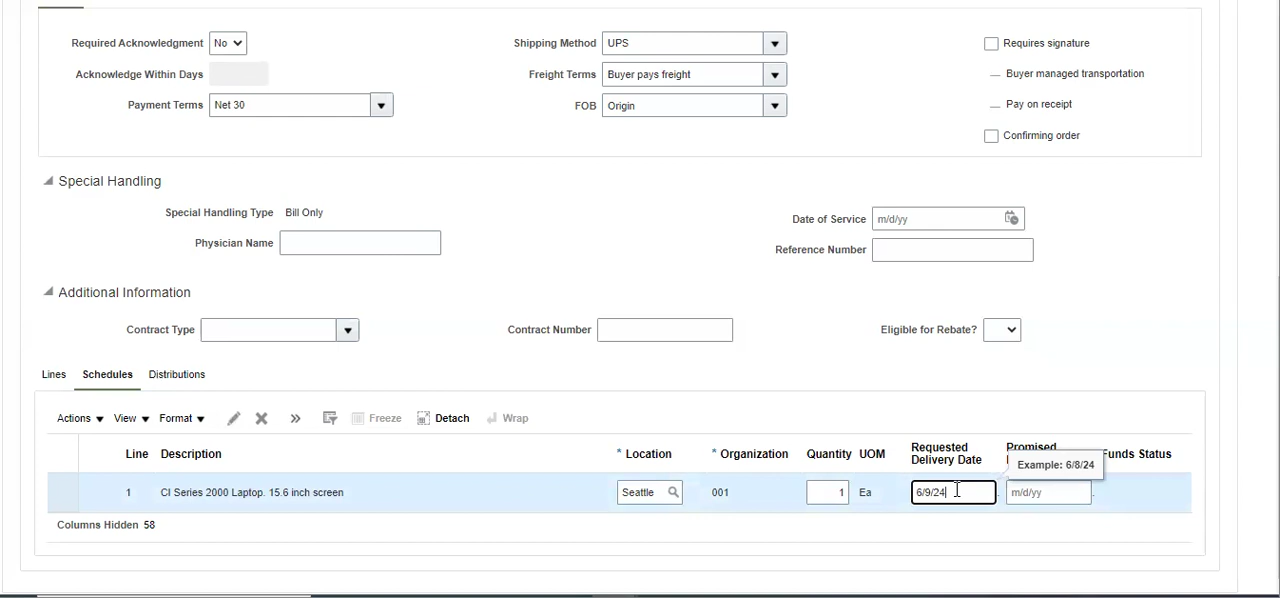 Required Acknowledgment No Shipping Method UPS Requires signature
Acknowledge Within Days Freight Terms Buyer pays freight Buyer managed transportation
Payment Terms Net 30 FOB Origin Pay on receipt
Confirming order
Special Handling
Special Handling Type Bill Only Date of Service m/d/yy
Physician Name Reference Number
Additional Information
Contract Type Contract Number Eligible for Rebate?
Lines Schedules Distributions
Actions View Format Freeze Detach Wrap
Line Description * Location * Organization Quantity UOM Requested Delivery Date Promised Funds Status
Example: 6/8/24
1 CI Series 2000 Laptop. 15.6 inch screen Seattle 001 1 Ea 6/9/24 m/d/yy
Columns Hidden 58